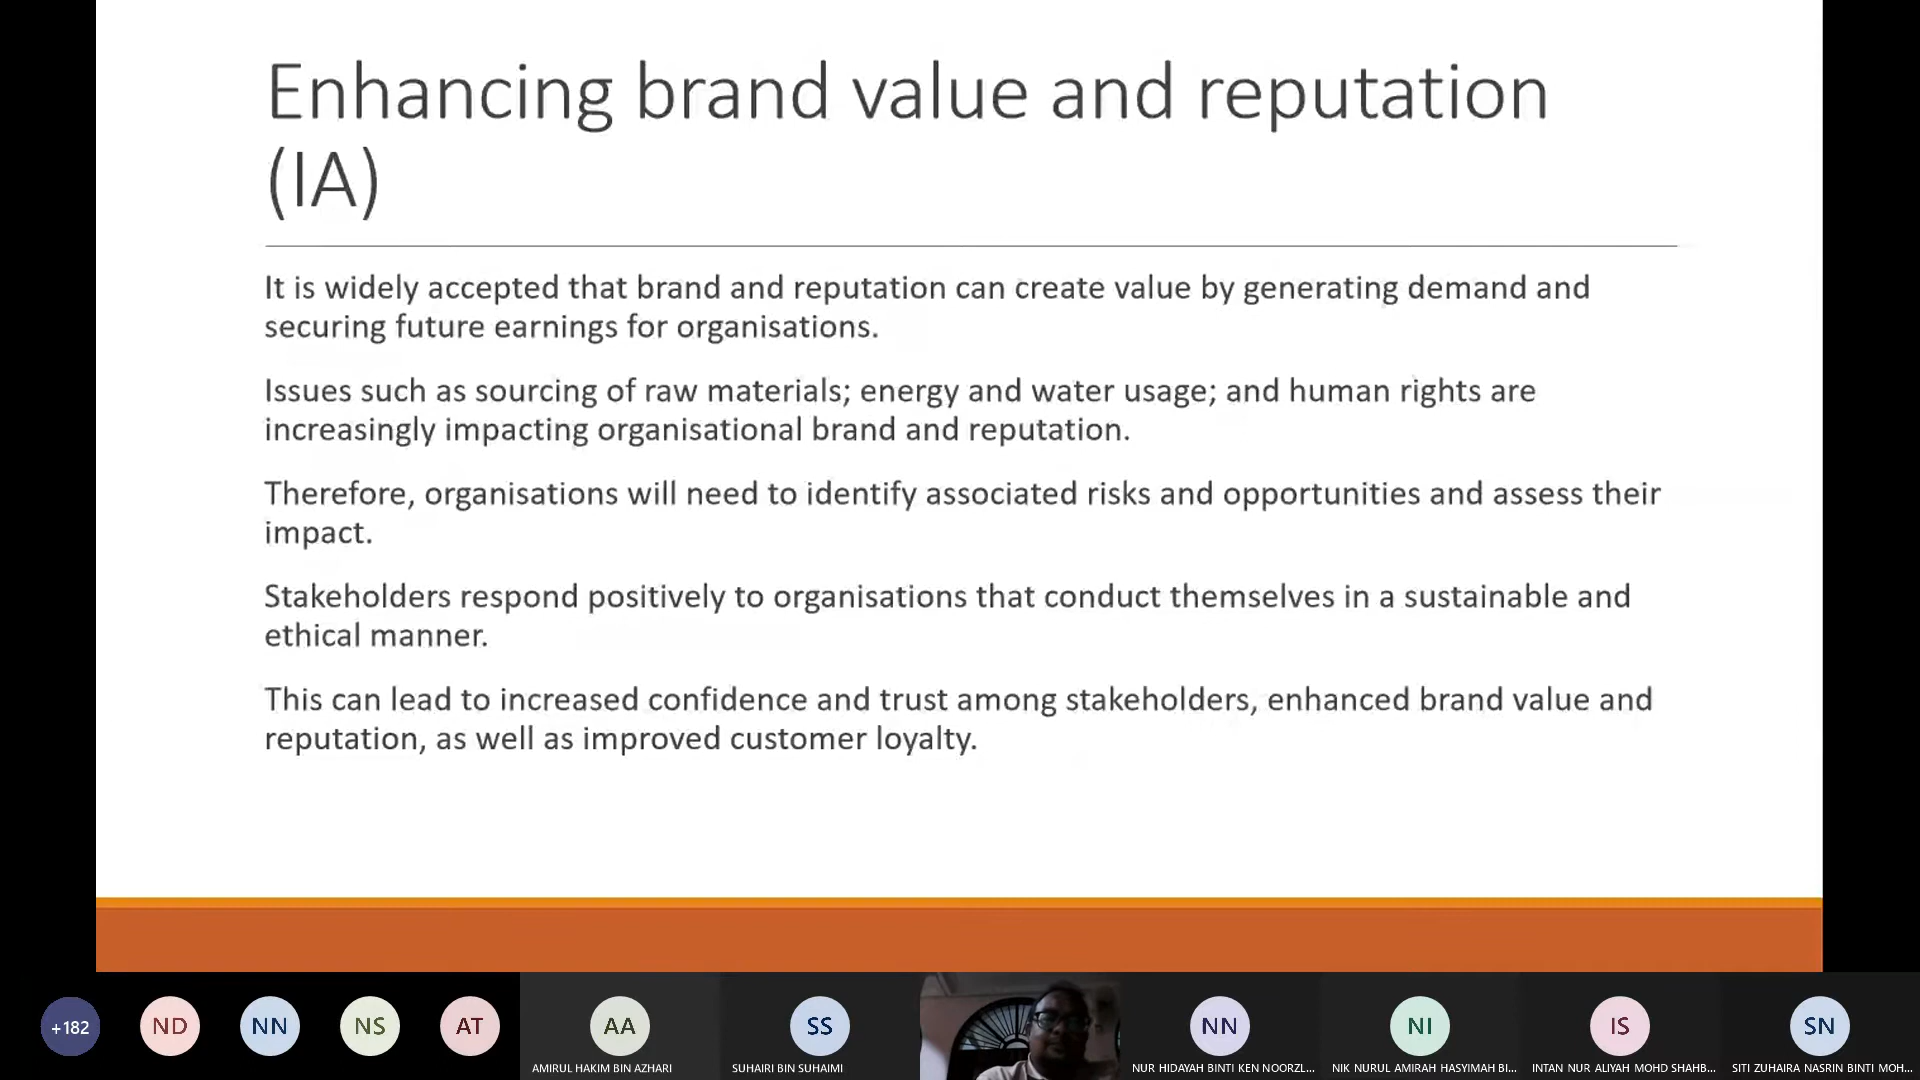 Enhancing brand value and reputation
(IA)
It is widely accepted that brand and reputation can create value by generating demand and
securing future earnings for organisations.
Issues such as sourcing of raw materials; energy and water usage; and human rights are
increasingly impacting organisational brand and reputation.
Therefore, organisations will need to identify associated risks and opportunities and assess their
impact.
Stakeholders respond positively to organisations that conduct themselves in a sustainable and
ethical manner.
This can lead to increased confidence and trust among stakeholders, enhanced brand value and
reputation, as well as improved customer loyalty.
+182
ND
NN
NS
AT
AA
SS
NN
NI
IS
SN
AMIRUL HAKIM BIN AZHARI
SUHAIRI BIN SUHAIMI
NUR HIDAYAH BINTI KEN NOORZL...
NIK NURUL AMIRAH HASYIMAH BI...
INTAN NUR ALIYAH MOHD SHAHB...
SITI ZUHAIRA NASRIN BINTI MOH...